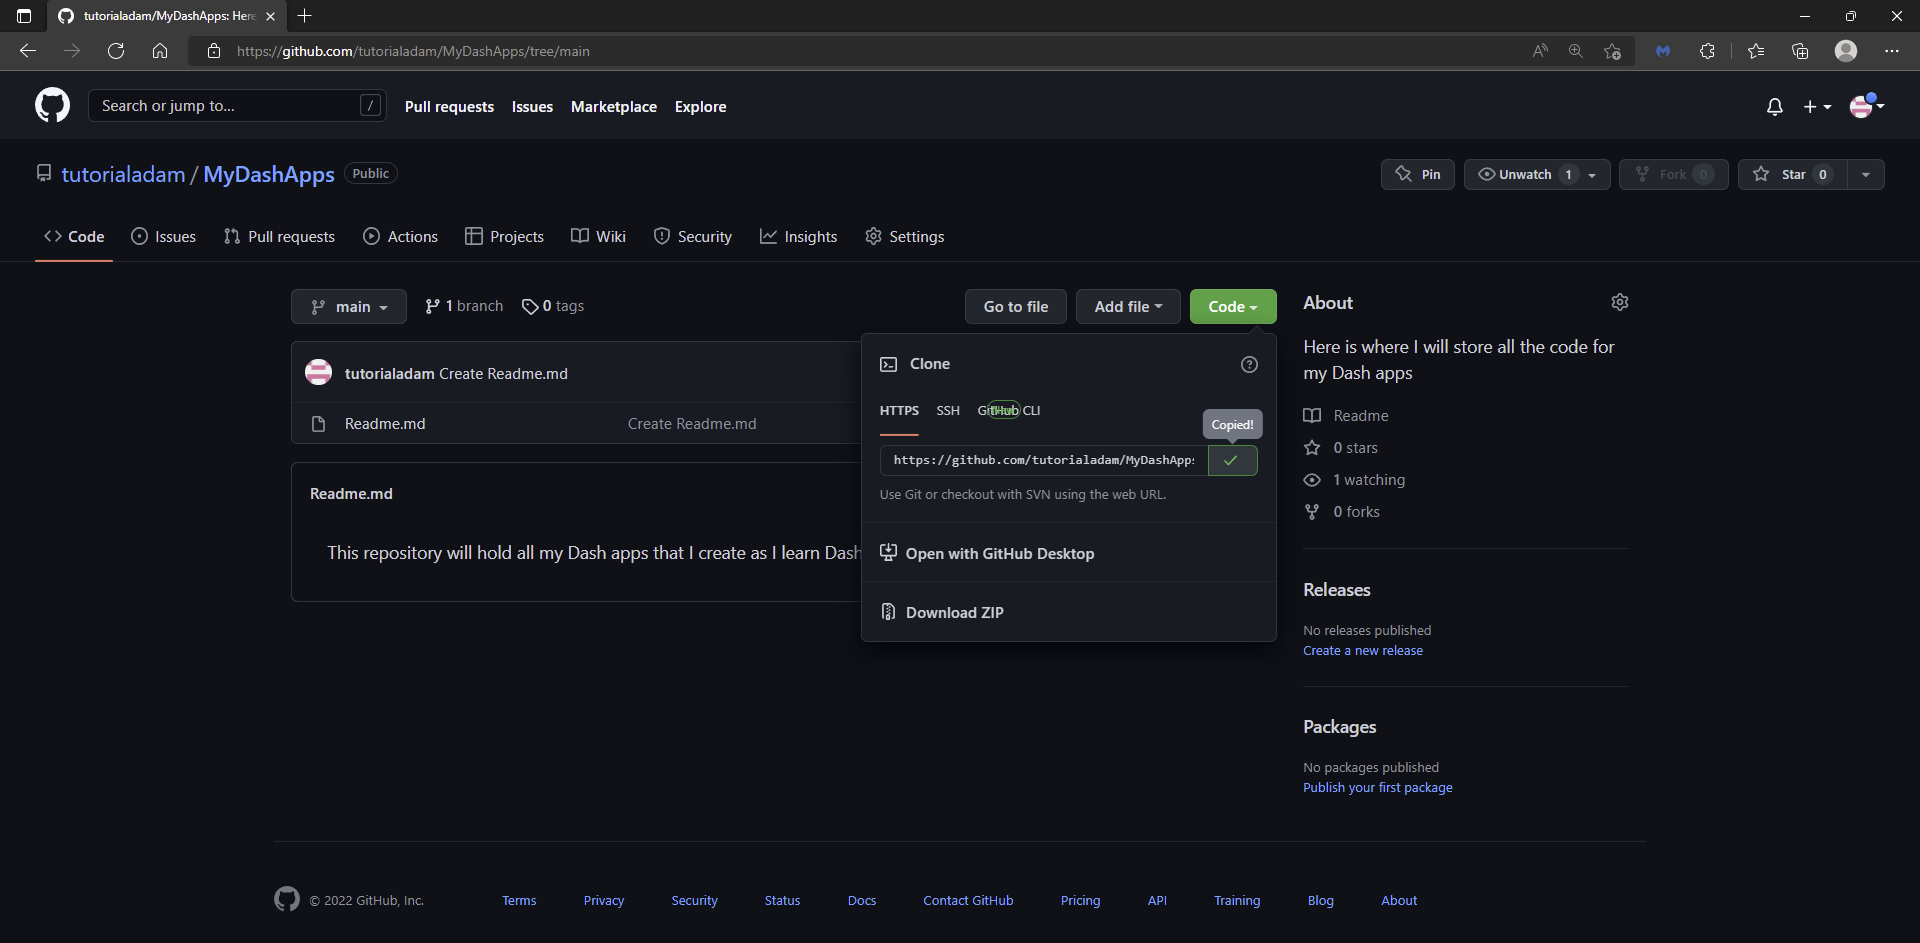 tutorialadam/MyDashApps: Here
https://github.com/tutorialadam/MyDashApps/tree/main
Search or jump to...
/
Pull requests
Issues
Marketplace
Explore
tutorialadam / MyDashApps
Public
Pin
Unwatch 1
Fork 0
Star 0
Code
Issues
Pull requests
Actions
Projects
Wiki
Security
Insights
Settings
main
1 branch
0 tags
Go to file
Add file
Code
tutorialadam Create Readme.md
Readme.md
Create Readme.md
Readme.md
This repository will hold all my Dash apps that I create as I learn Dash
Clone
HTTPS
SSH
GitHub CLI
Copied!
https://github.com/tutorialadam/MyDashApps
Use Git or checkout with SVN using the web URL.
Open with GitHub Desktop
Download ZIP
About
Here is where I will store all the code for
my Dash apps
Readme
0 stars
1 watching
0 forks
Releases
No releases published
Create a new release
Packages
No packages published
Publish your first package
© 2022 GitHub, Inc.
Terms
Privacy
Security
Status
Docs
Contact GitHub
Pricing
API
Training
Blog
About